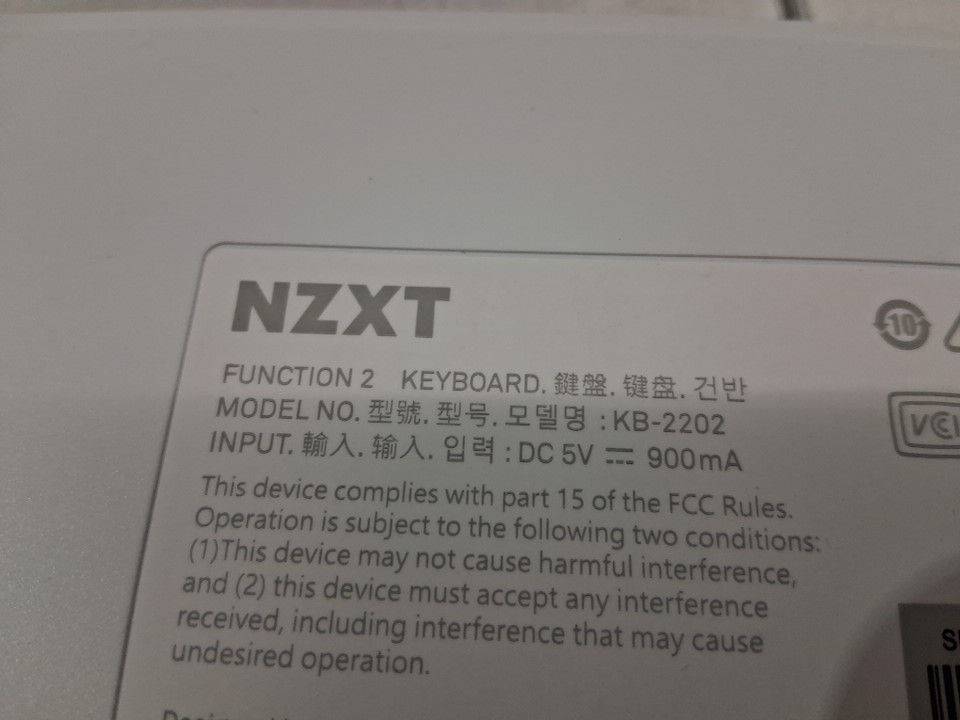 NZXT
10
FUNCTION 2 KEYBOARD. 鍵盤. 键盘. 건반
MODEL NO. 型號. 型号. 모델명 : KB-2202
INPUT. 輸入. 输入. 입력 : DC 5V ⎓ 900mA
This device complies with part 15 of the FCC Rules.
Operation is subject to the following two conditions:
(1)This device may not cause harmful interference,
and (2) this device must accept any interference
received, including interference that may cause
undesired operation.